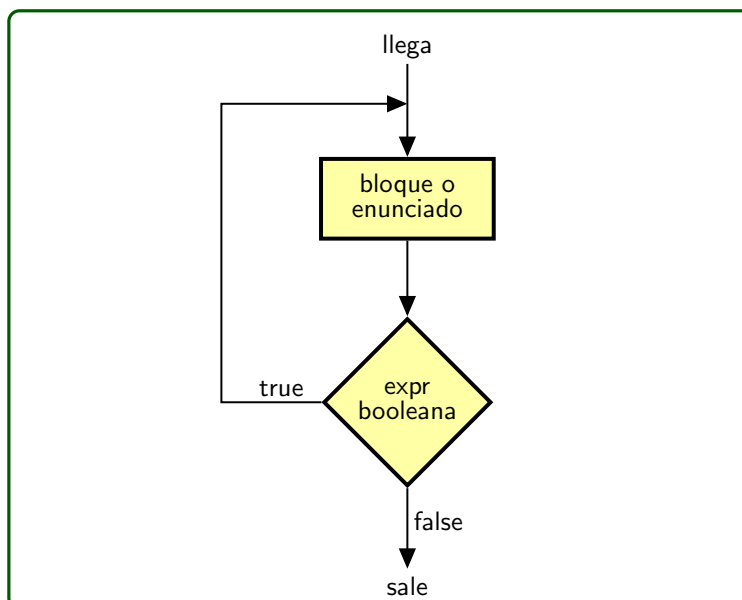 llega
bloque o
enunciado
true
expr
booleana
false
sale